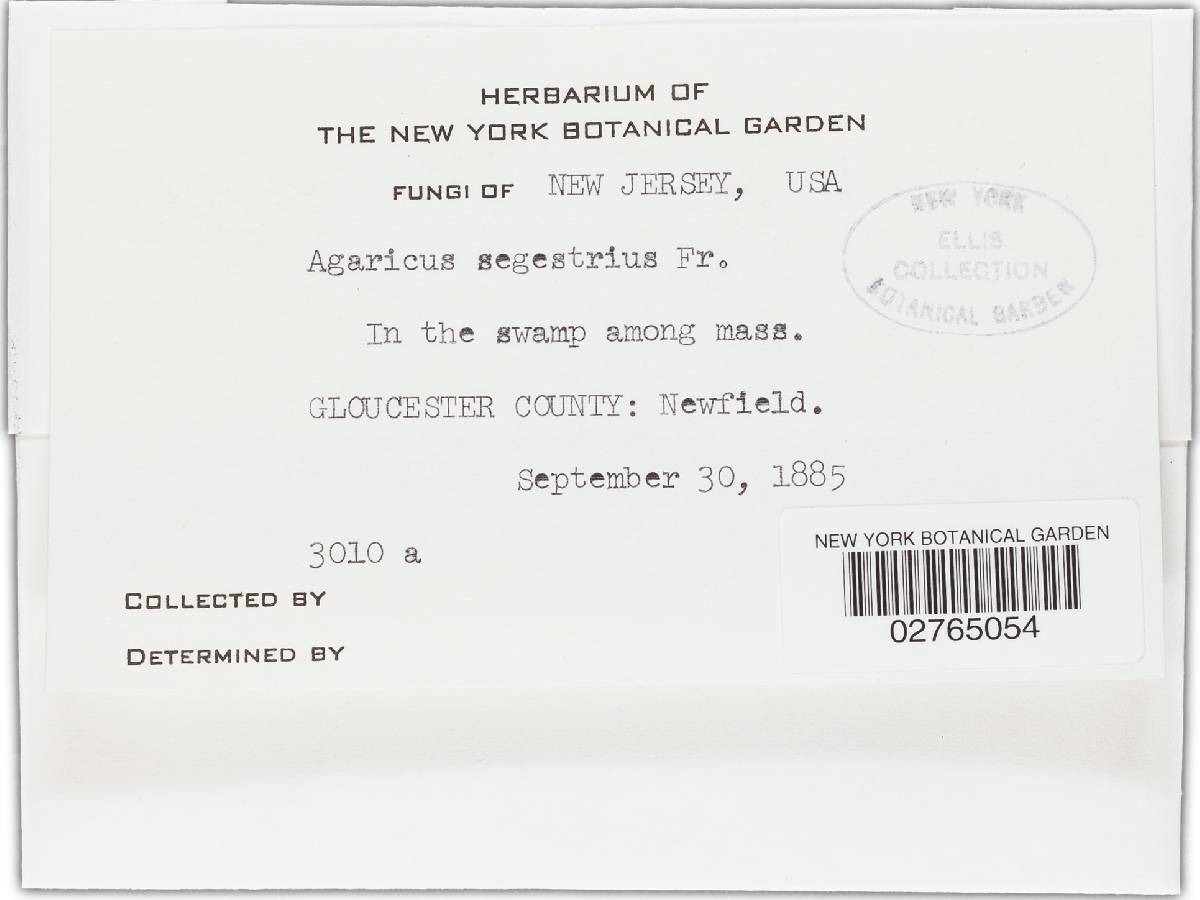 HERBARIUM OF
THE NEW YORK BOTANICAL GARDEN
FUNGI OF NEW JERSEY, USA
NEW YORK
ELLIS
COLLECTION
BOTANICAL GARDEN
Agaricus segestrius Fr.
In the swamp among mass.
GLOUCESTER COUNTY: Newfield.
September 30, 1885
3010 a
COLLECTED BY
DETERMINED BY
NEW YORK BOTANICAL GARDEN
02765054